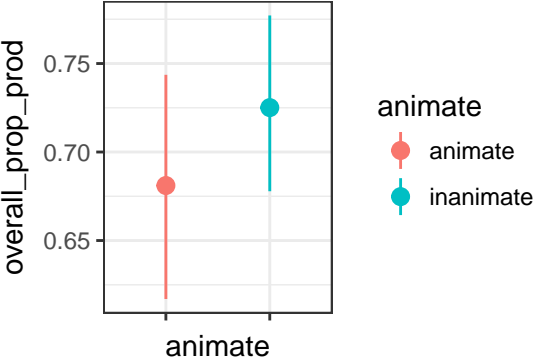 overall_prop_prod
0.75
0.70
0.65
animate
animate
animate
inanimate